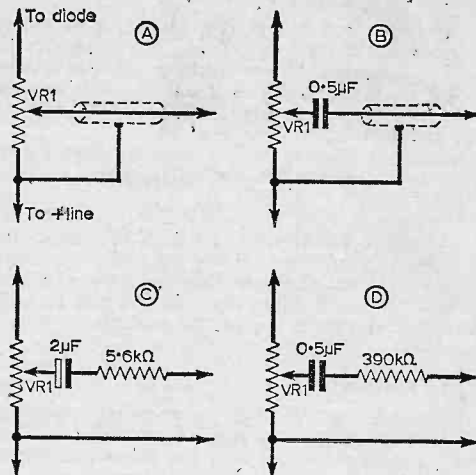 To diode
A
B
VR1
0·5μF
VR1
To +line
C
D
2μF
5·6kΩ
VR1
0·5μF
390kΩ
VR1